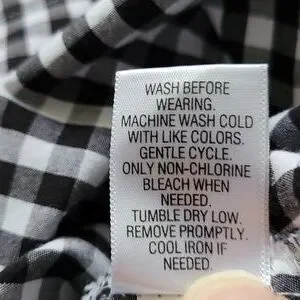 WASH BEFORE
WEARING.
MACHINE WASH COLD
WITH LIKE COLORS.
GENTLE CYCLE.
ONLY NON-CHLORINE
BLEACH WHEN
NEEDED.
TUMBLE DRY LOW.
REMOVE PROMPTLY.
COOL IRON IF
NEEDED.